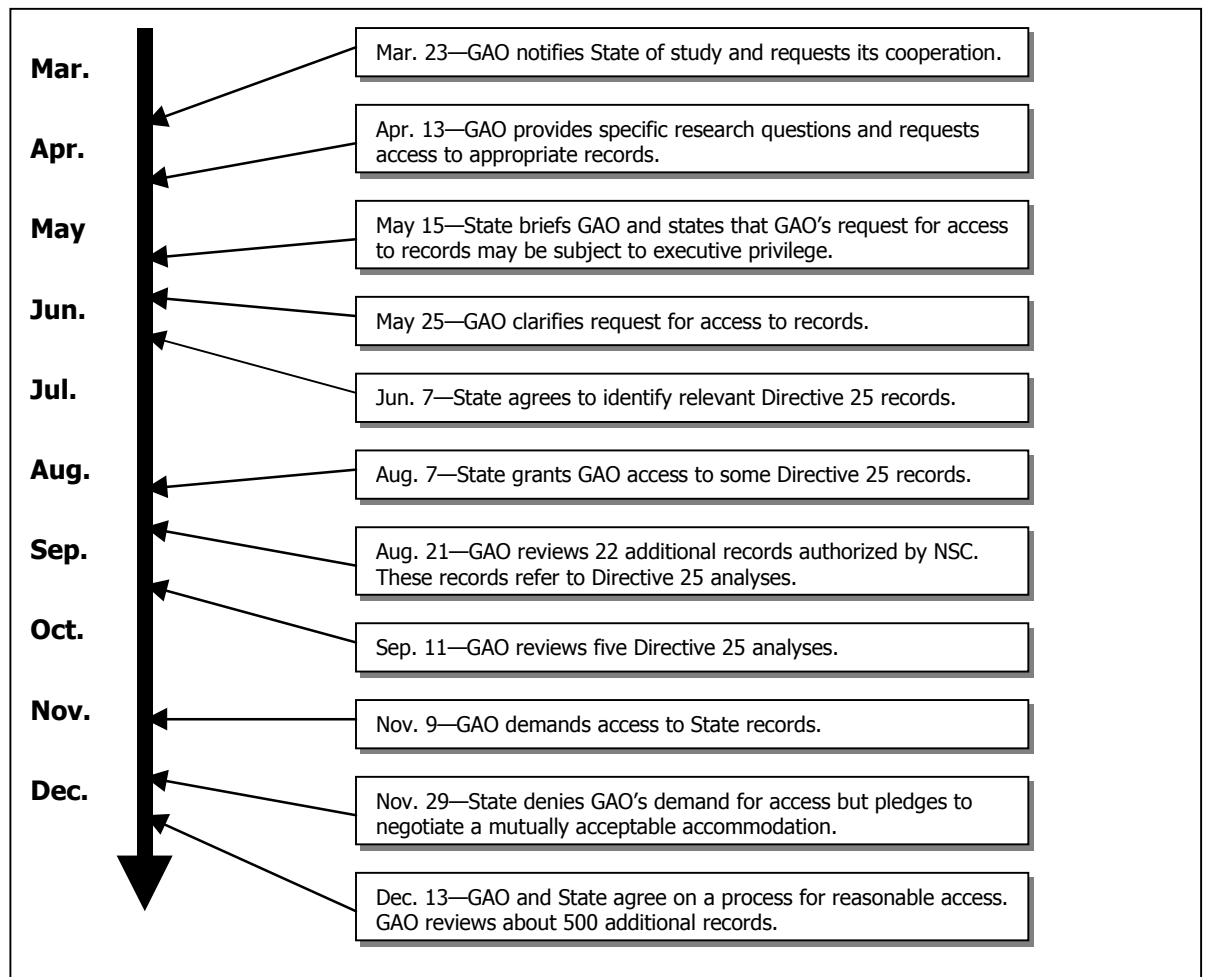 Mar.
Mar. 23—GAO notifies State of study and requests its cooperation.
Apr.
Apr. 13—GAO provides specific research questions and requests
access to appropriate records.
May
May 15—State briefs GAO and states that GAO's request for access
to records may be subject to executive privilege.
Jun.
May 25—GAO clarifies request for access to records.
Jul.
Jun. 7—State agrees to identify relevant Directive 25 records.
Aug.
Aug. 7—State grants GAO access to some Directive 25 records.
Sep.
Aug. 21—GAO reviews 22 additional records authorized by NSC.
These records refer to Directive 25 analyses.
Oct.
Sep. 11—GAO reviews five Directive 25 analyses.
Nov.
Nov. 9—GAO demands access to State records.
Dec.
Nov. 29—State denies GAO's demand for access but pledges to
negotiate a mutually acceptable accommodation.
Dec. 13—GAO and State agree on a process for reasonable access.
GAO reviews about 500 additional records.